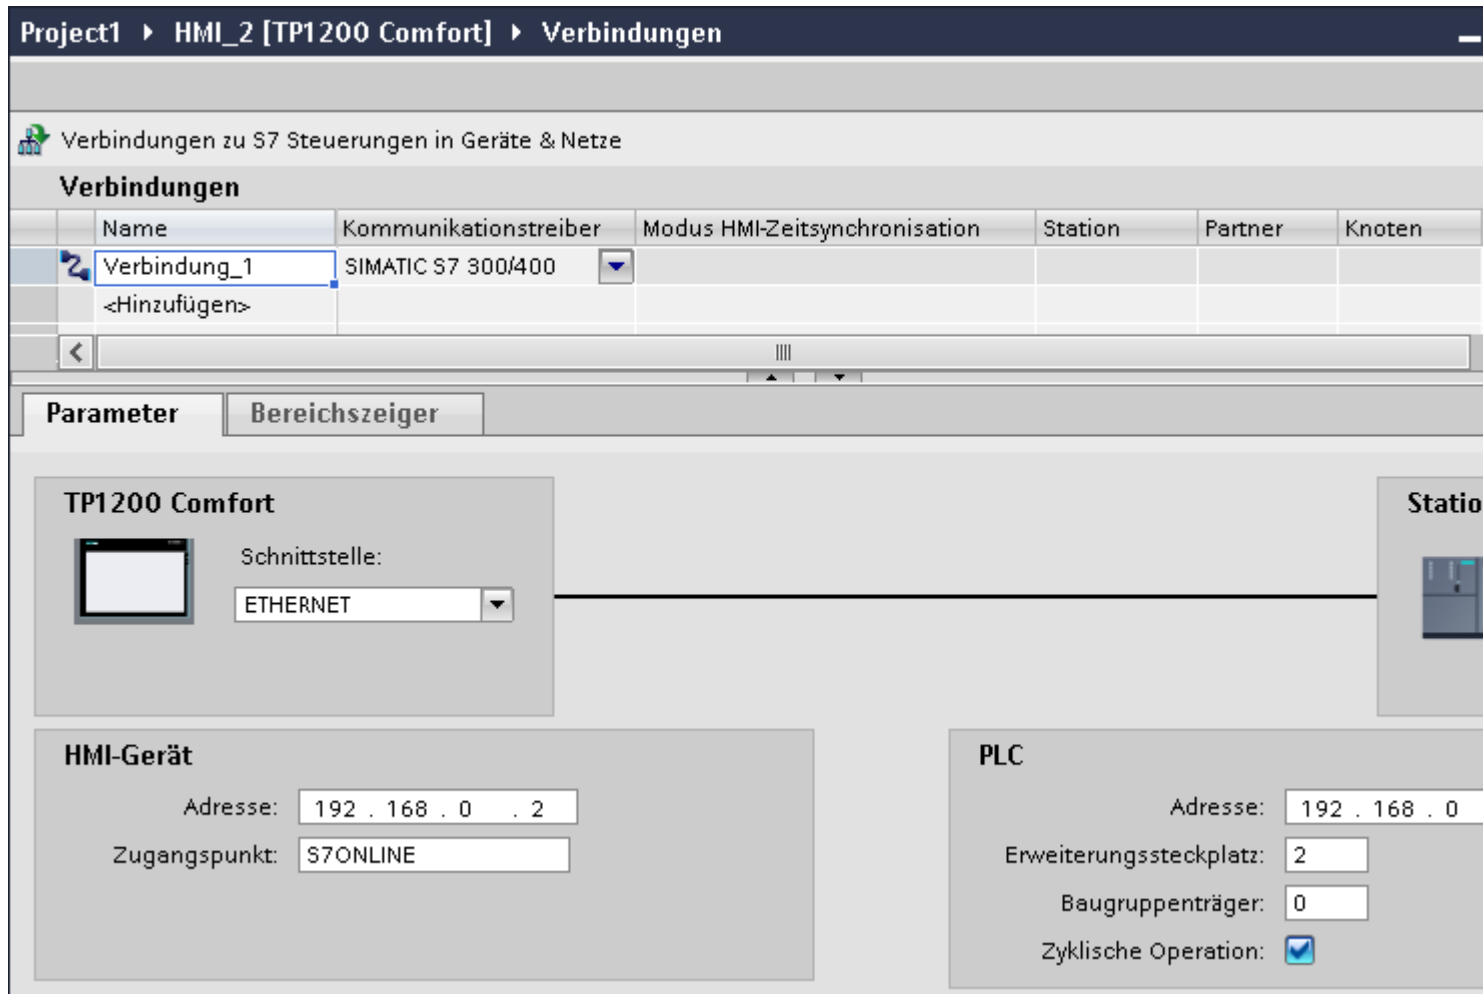 Project1 ▸ HMI_2 [TP1200 Comfort] ▸ Verbindungen
Verbindungen zu S7 Steuerungen in Geräte & Netze
Verbindungen
Name Kommunikationstreiber Modus HMI-Zeitsynchronisation Station Partner Knoten
Verbindung_1 SIMATIC S7 300/400
<Hinzufügen>
Parameter Bereichszeiger
TP1200 Comfort Statio
Schnittstelle:
ETHERNET
HMI-Gerät PLC
Adresse: 192 . 168 . 0 . 2 Adresse: 192 . 168 . 0
Zugangspunkt: S7ONLINE Erweiterungssteckplatz: 2
Baugruppenträger: 0
Zyklische Operation: